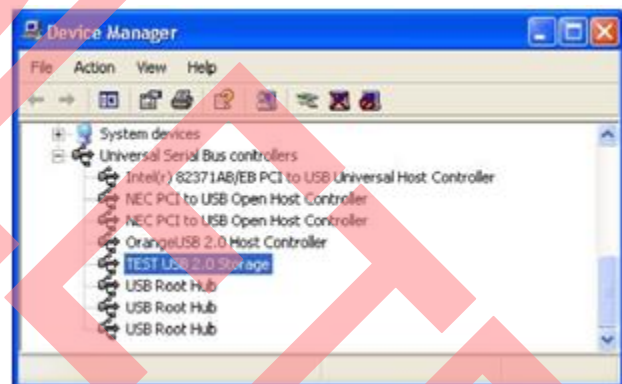 Device Manager
File Action View Help
System devices
Universal Serial Bus controllers
Intel(r) 82371AB/EB PCI to USB Universal Host Controller
NEC PCI to USB Open Host Controller
NEC PCI to USB Open Host Controller
OrangeUSB 2.0 Host Controller
TEST USB 2.0 Storage
USB Root Hub
USB Root Hub
USB Root Hub